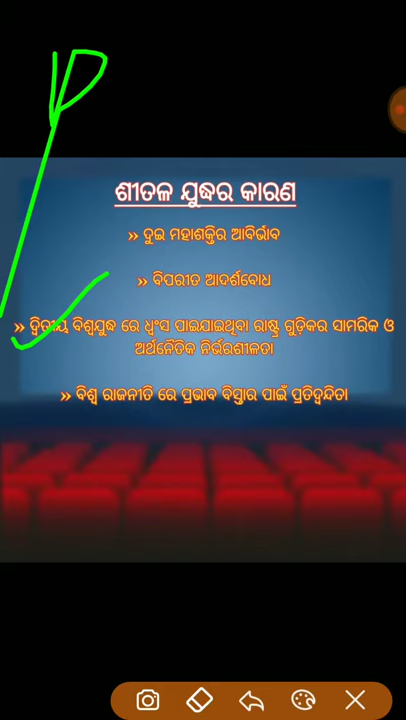 ଶୀତଳ ଯୁଦ୍ଧର କାରଣ
» ଦୁଇ ମହାଶକ୍ତିର ଆବିର୍ଭାବ
» ବିପରୀତ ଆଦର୍ଶବୋଧ
» ଦ୍ୱିତୀୟ ବିଶ୍ୱଯୁଦ୍ଧ ରେ ଧ୍ୱଂସ ପାଇଯାଇଥିବା ରାଷ୍ଟ୍ର ଗୁଡ଼ିକର ସାମରିକ ଓ
ଅର୍ଥନୈତିକ ନିର୍ଭରଶୀଳତା
» ବିଶ୍ୱ ରାଜନୀତି ରେ ପ୍ରଭାବ ବିସ୍ତାର ପାଇଁ ପ୍ରତିଦ୍ୱନ୍ଦିତା